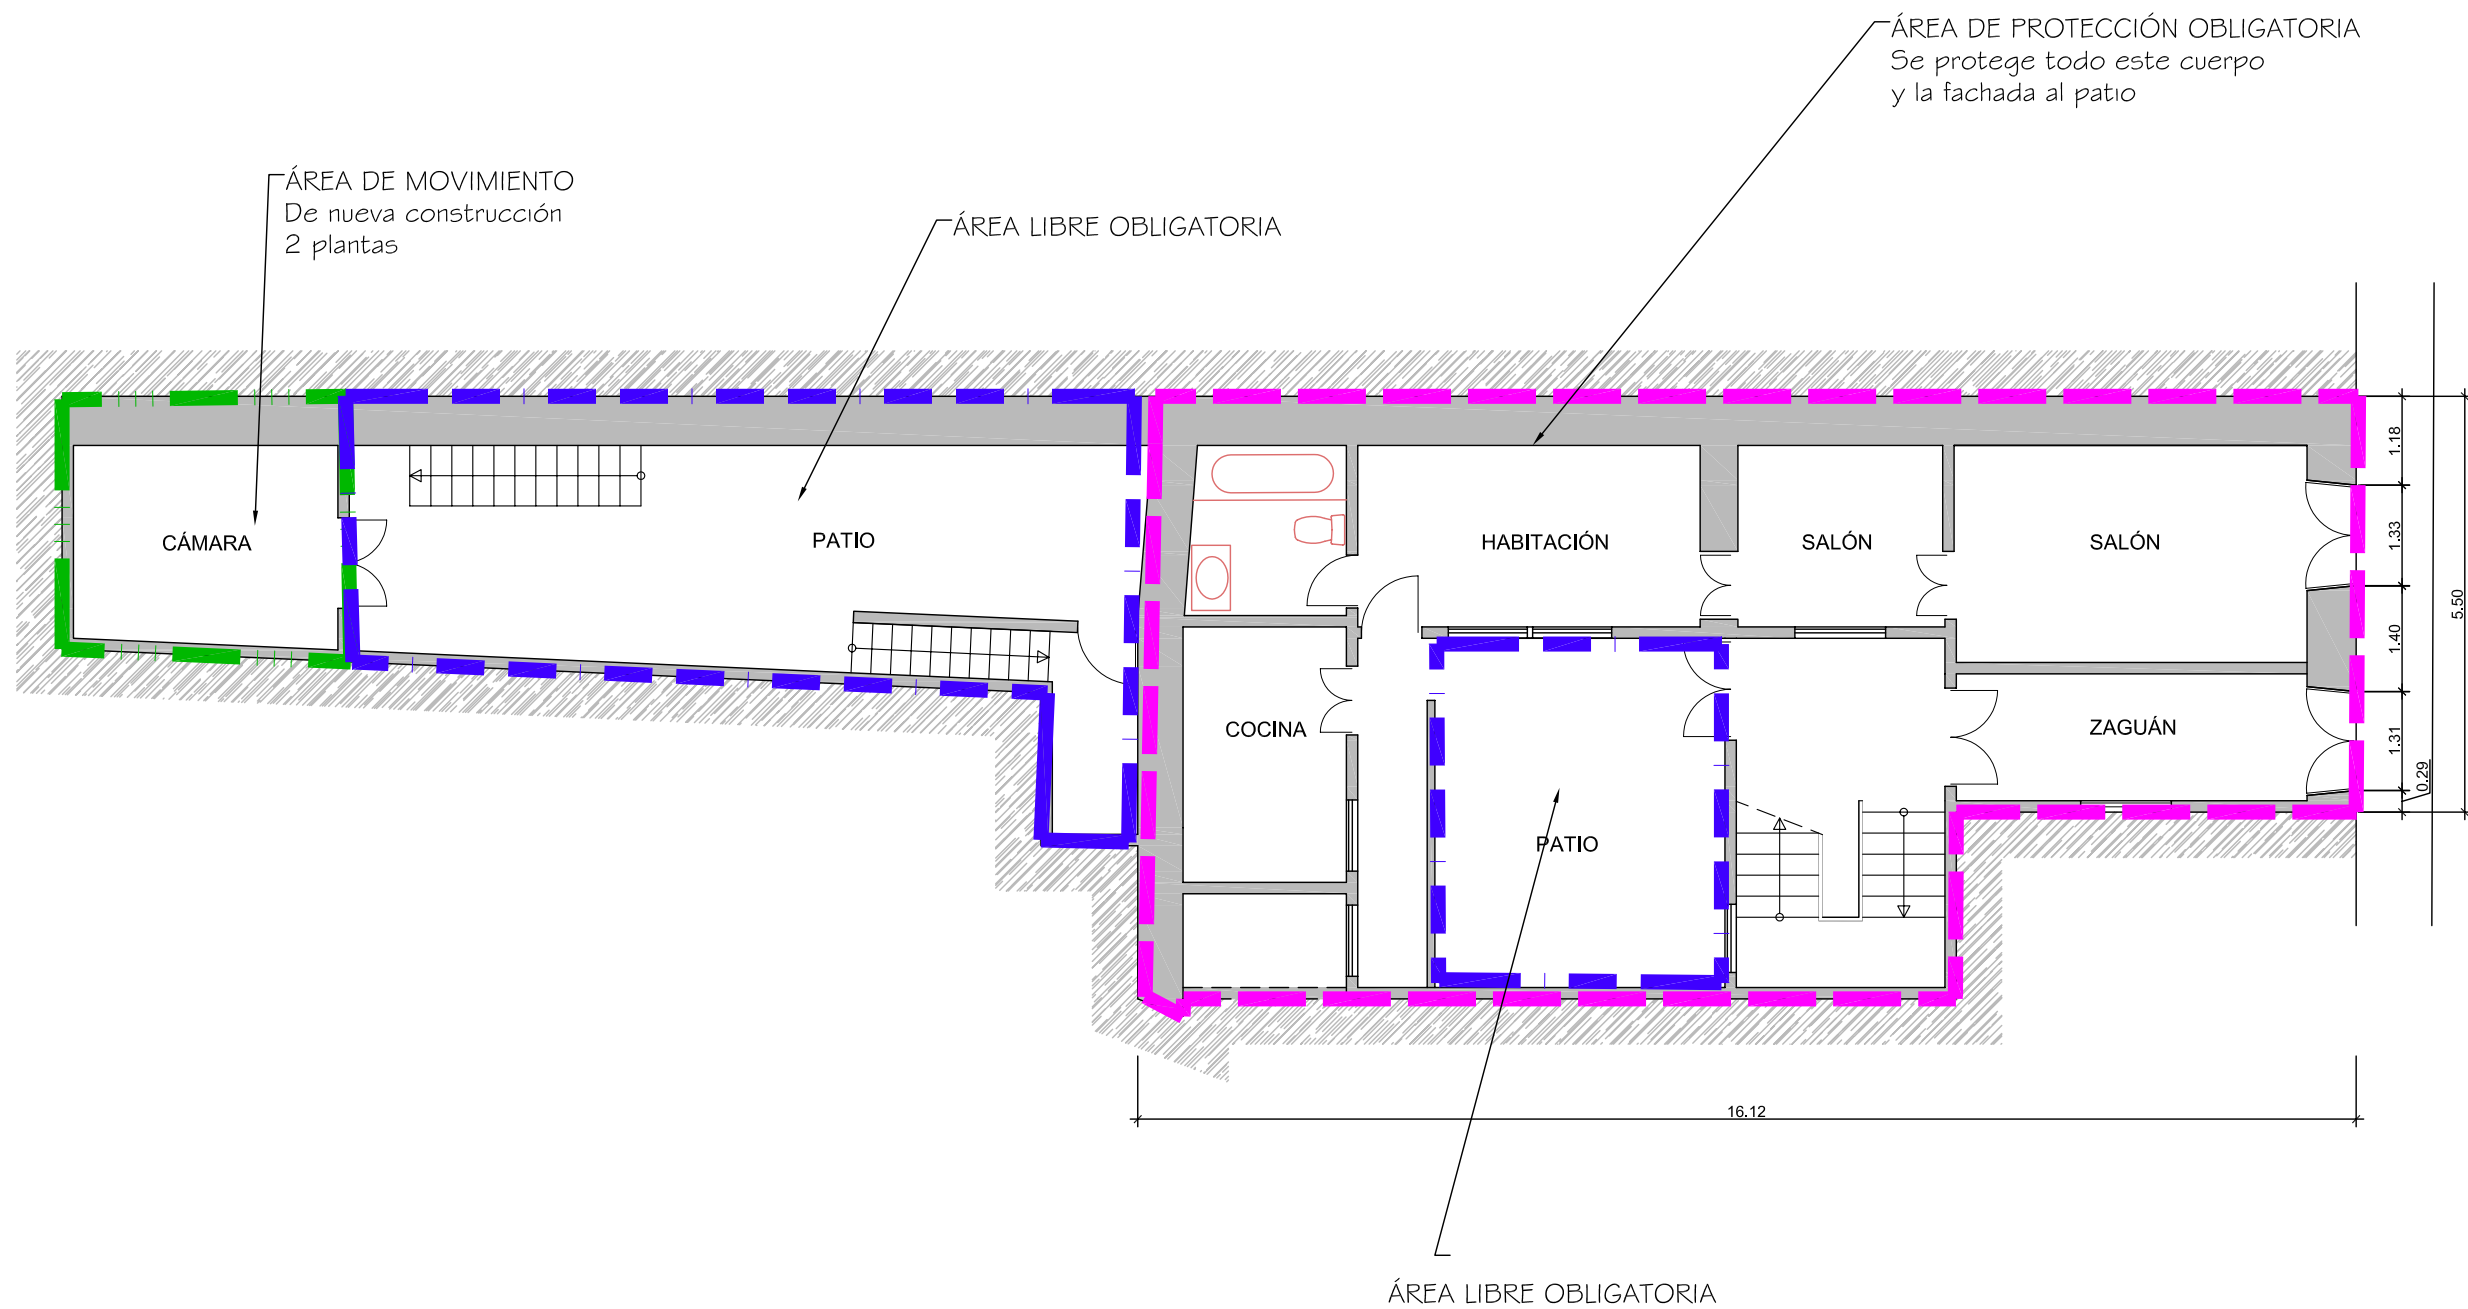 ÁREA DE PROTECCIÓN OBLIGATORIA
Se protege todo este cuerpo
y la fachada al patio
ÁREA DE MOVIMIENTO
De nueva construcción
2 plantas
ÁREA LIBRE OBLIGATORIA
CÁMARA
PATIO
HABITACIÓN
SALÓN
SALÓN
COCINA
ZAGUÁN
PATIO
1.18
1.33
1.40
1.31
0.29
5.50
16.12
ÁREA LIBRE OBLIGATORIA